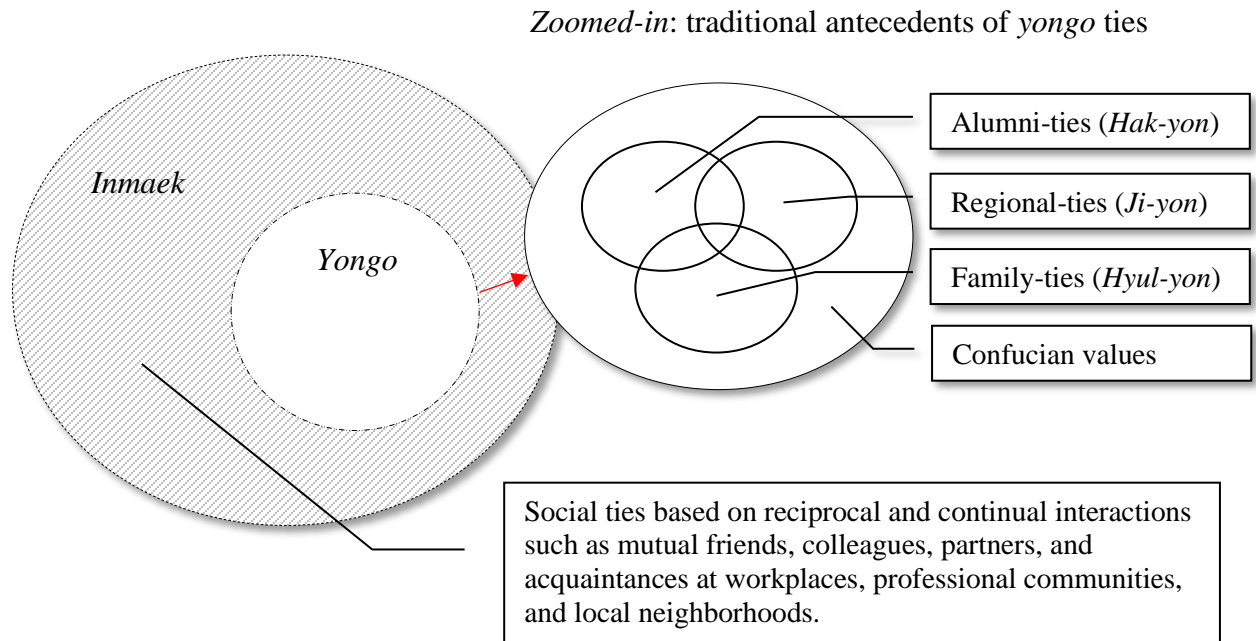 Zoomed-in: traditional antecedents of yongo ties
Inmaek
Yongo
Alumni-ties (Hak-yon)
Regional-ties (Ji-yon)
Family-ties (Hyul-yon)
Confucian values
Social ties based on reciprocal and continual interactions
such as mutual friends, colleagues, partners, and
acquaintances at workplaces, professional communities,
and local neighborhoods.